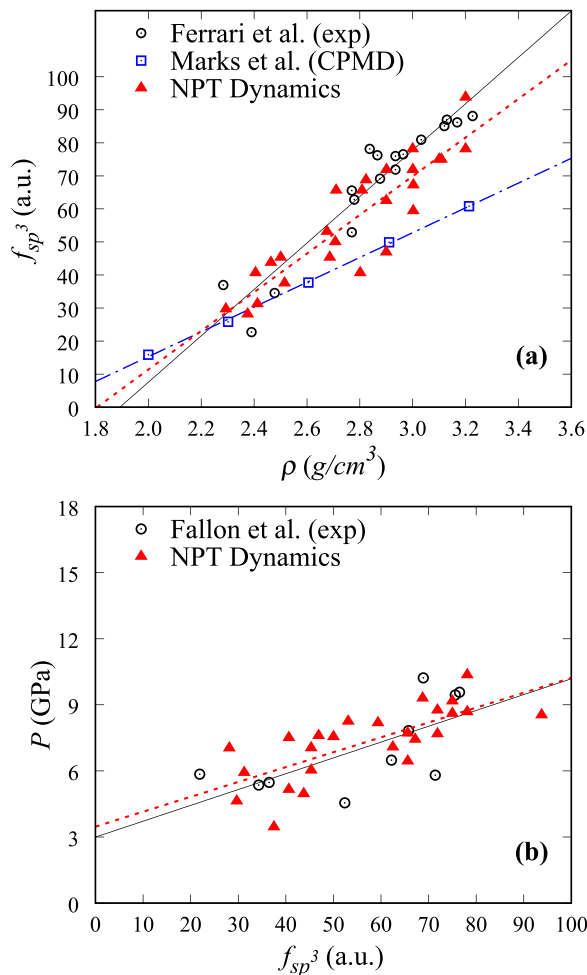 Ferrari et al. (exp)
Marks et al. (CPMD)
NPT Dynamics
100
90
80
70
60
50
40
30
20
10
0
f_sp³ (a.u.)
(a)
1.8 2.0 2.2 2.4 2.6 2.8 3.0 3.2 3.4 3.6
ρ (g/cm³)
Fallon et al. (exp)
NPT Dynamics
18
15
12
9
6
3
0
P (GPa)
(b)
0 10 20 30 40 50 60 70 80 90 100
f_sp³ (a.u.)